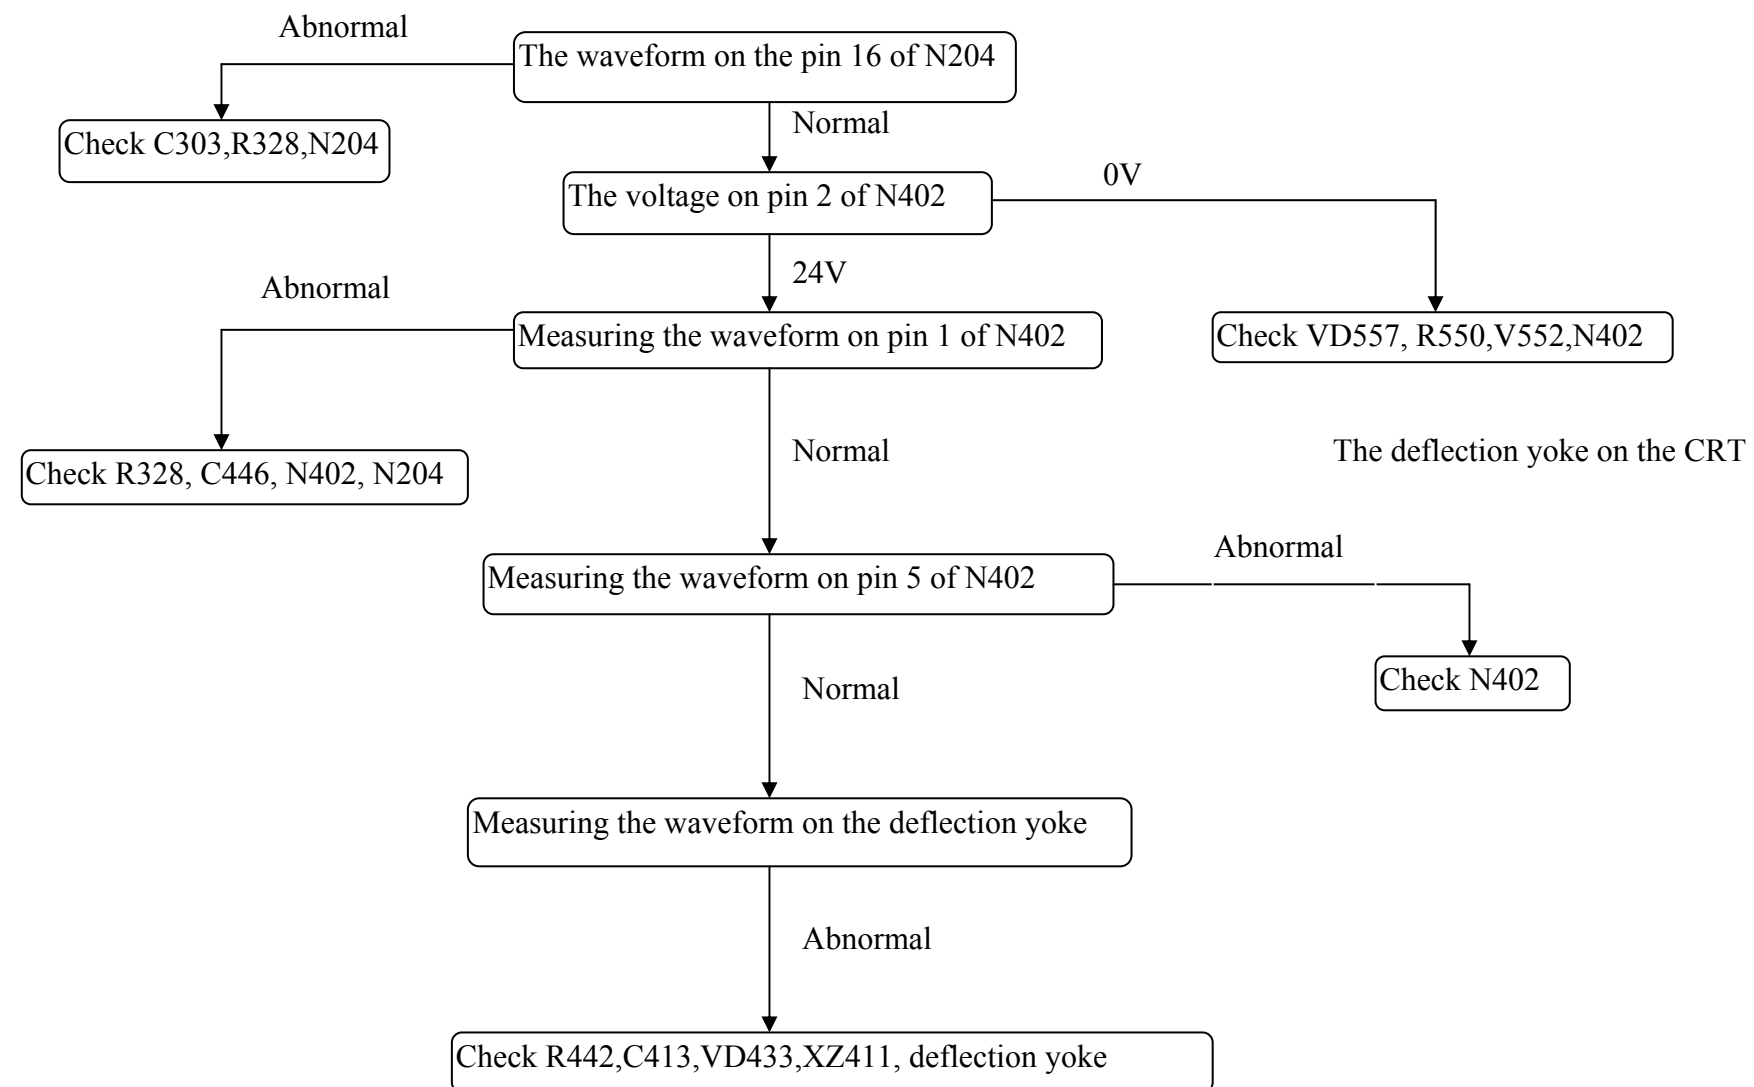 Abnormal
The waveform on the pin 16 of N204
Normal
Check C303,R328,N204
0V
The voltage on pin 2 of N402
24V
Abnormal
Measuring the waveform on pin 1 of N402
Check VD557, R550,V552,N402
Normal
The deflection yoke on the CRT
Check R328, C446, N402, N204
Abnormal
Measuring the waveform on pin 5 of N402
Normal
Check N402
Measuring the waveform on the deflection yoke
Abnormal
Check R442,C413,VD433,XZ411, deflection yoke